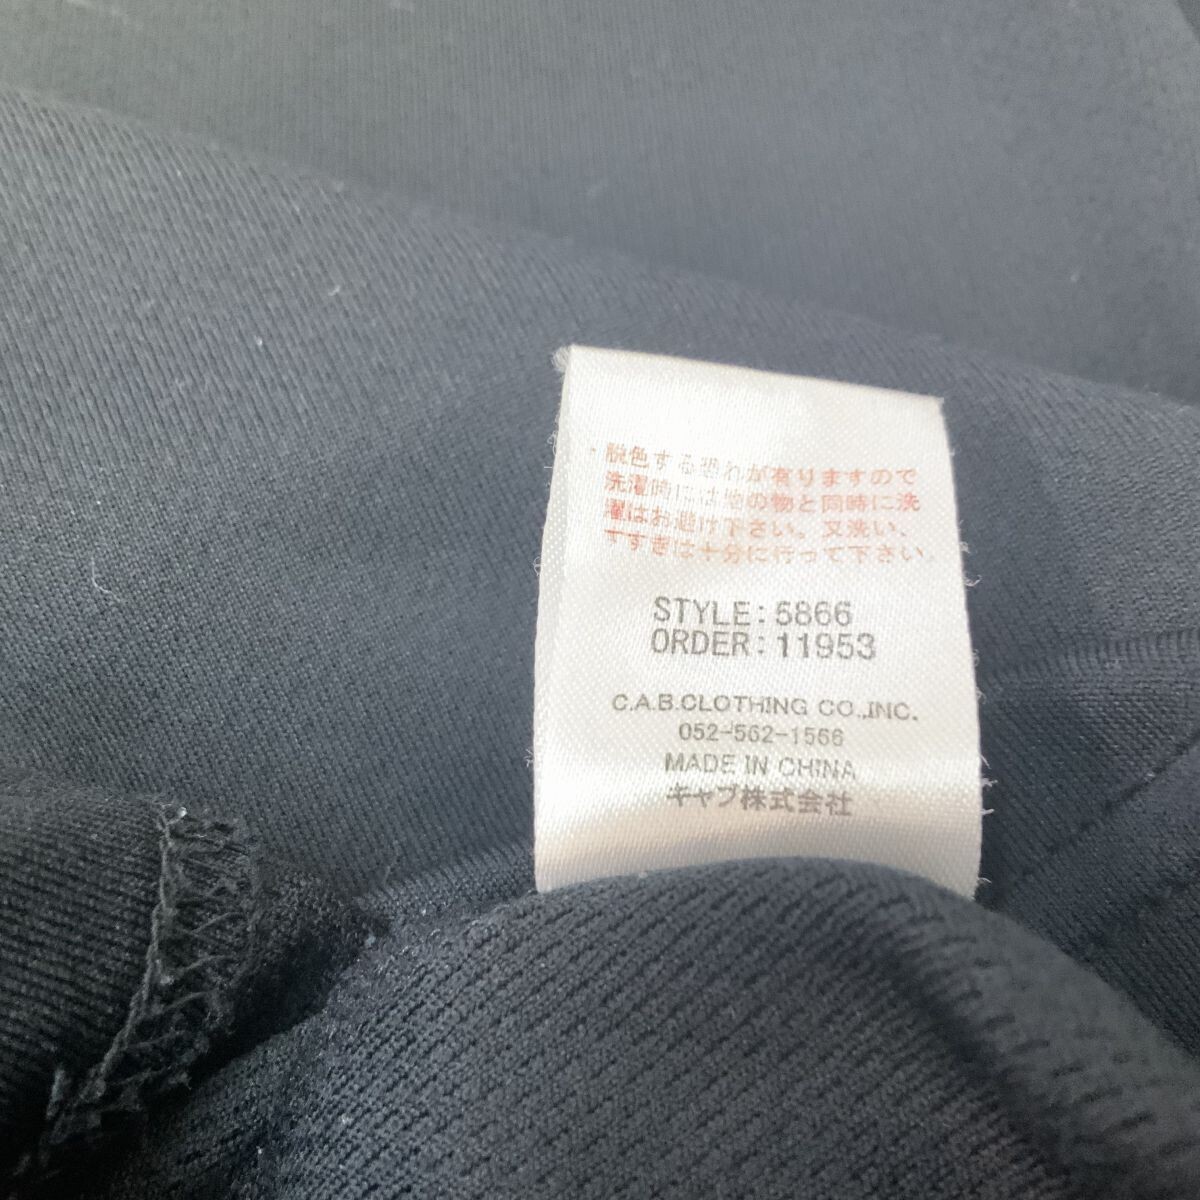 ・脱色する恐れが有りますので
洗濯時には他の物と同時に洗
濯はお避け下さい。又洗い、
すすぎは十分に行って下さい。
STYLE:5866
ORDER:11953
C.A.B.CLOTHING CO.,INC.
052-562-1566
MADE IN CHINA
キャブ株式会社